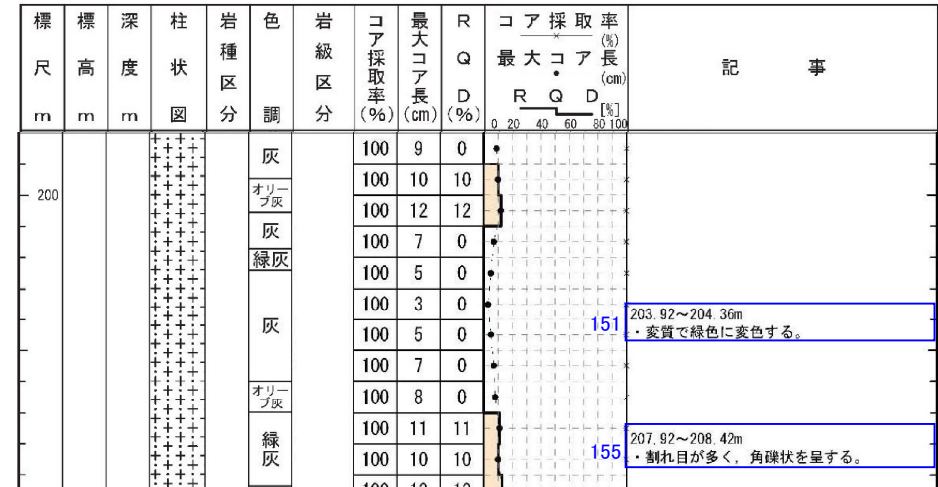 標尺m
標高m
深度m
柱状図
岩種区分
色調
岩級区分
コア採取率(%)
最大コア長(cm)
RQD(%)
コア採取率
(%)
最大コア長
(cm)
RQD
[%]
0 20 40 60 80 100
記事
200
灰
オリーブ灰
灰
緑灰
灰
オリーブ灰
緑灰
100 9 0
100 10 10
100 12 12
100 7 0
100 5 0
100 3 0
100 5 0
100 7 0
100 8 0
100 11 11
100 10 10
151
203.92～204.36m
・変質で緑色に変色する。
155
207.92～208.42m
・割れ目が多く，角礫状を呈する。